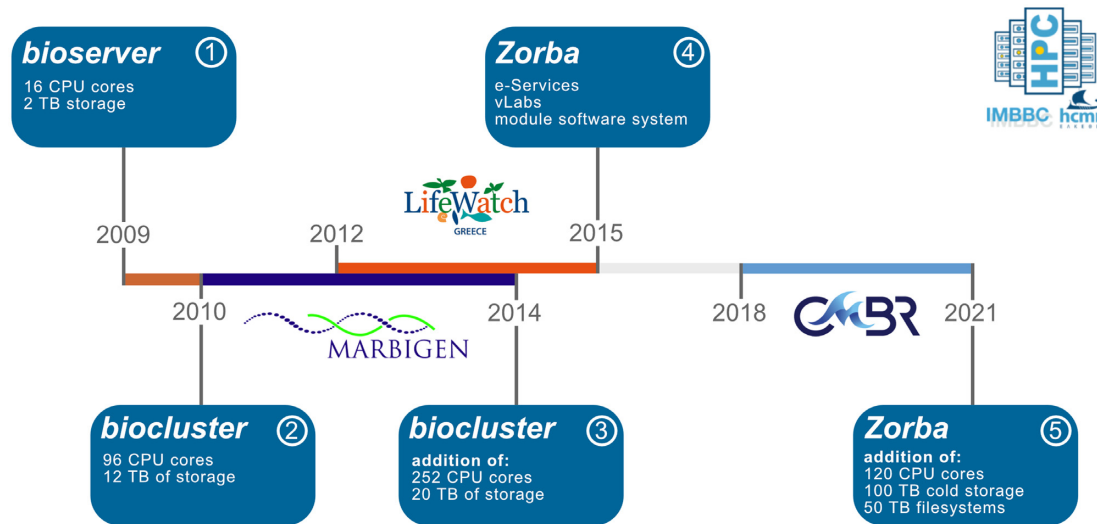 bioserver 1
16 CPU cores
2 TB storage
Zorba 4
e-Services
vLabs
module software system
HPC
IMBBC hcmr
LifeWatch
GREECE
2009
2012
2015
2010
2014
2018
2021
MARBIGEN
CMBR
biocluster 2
96 CPU cores
12 TB of storage
biocluster 3
addition of:
252 CPU cores
20 TB of storage
Zorba 5
addition of:
120 CPU cores
100 TB cold storage
50 TB filesystems